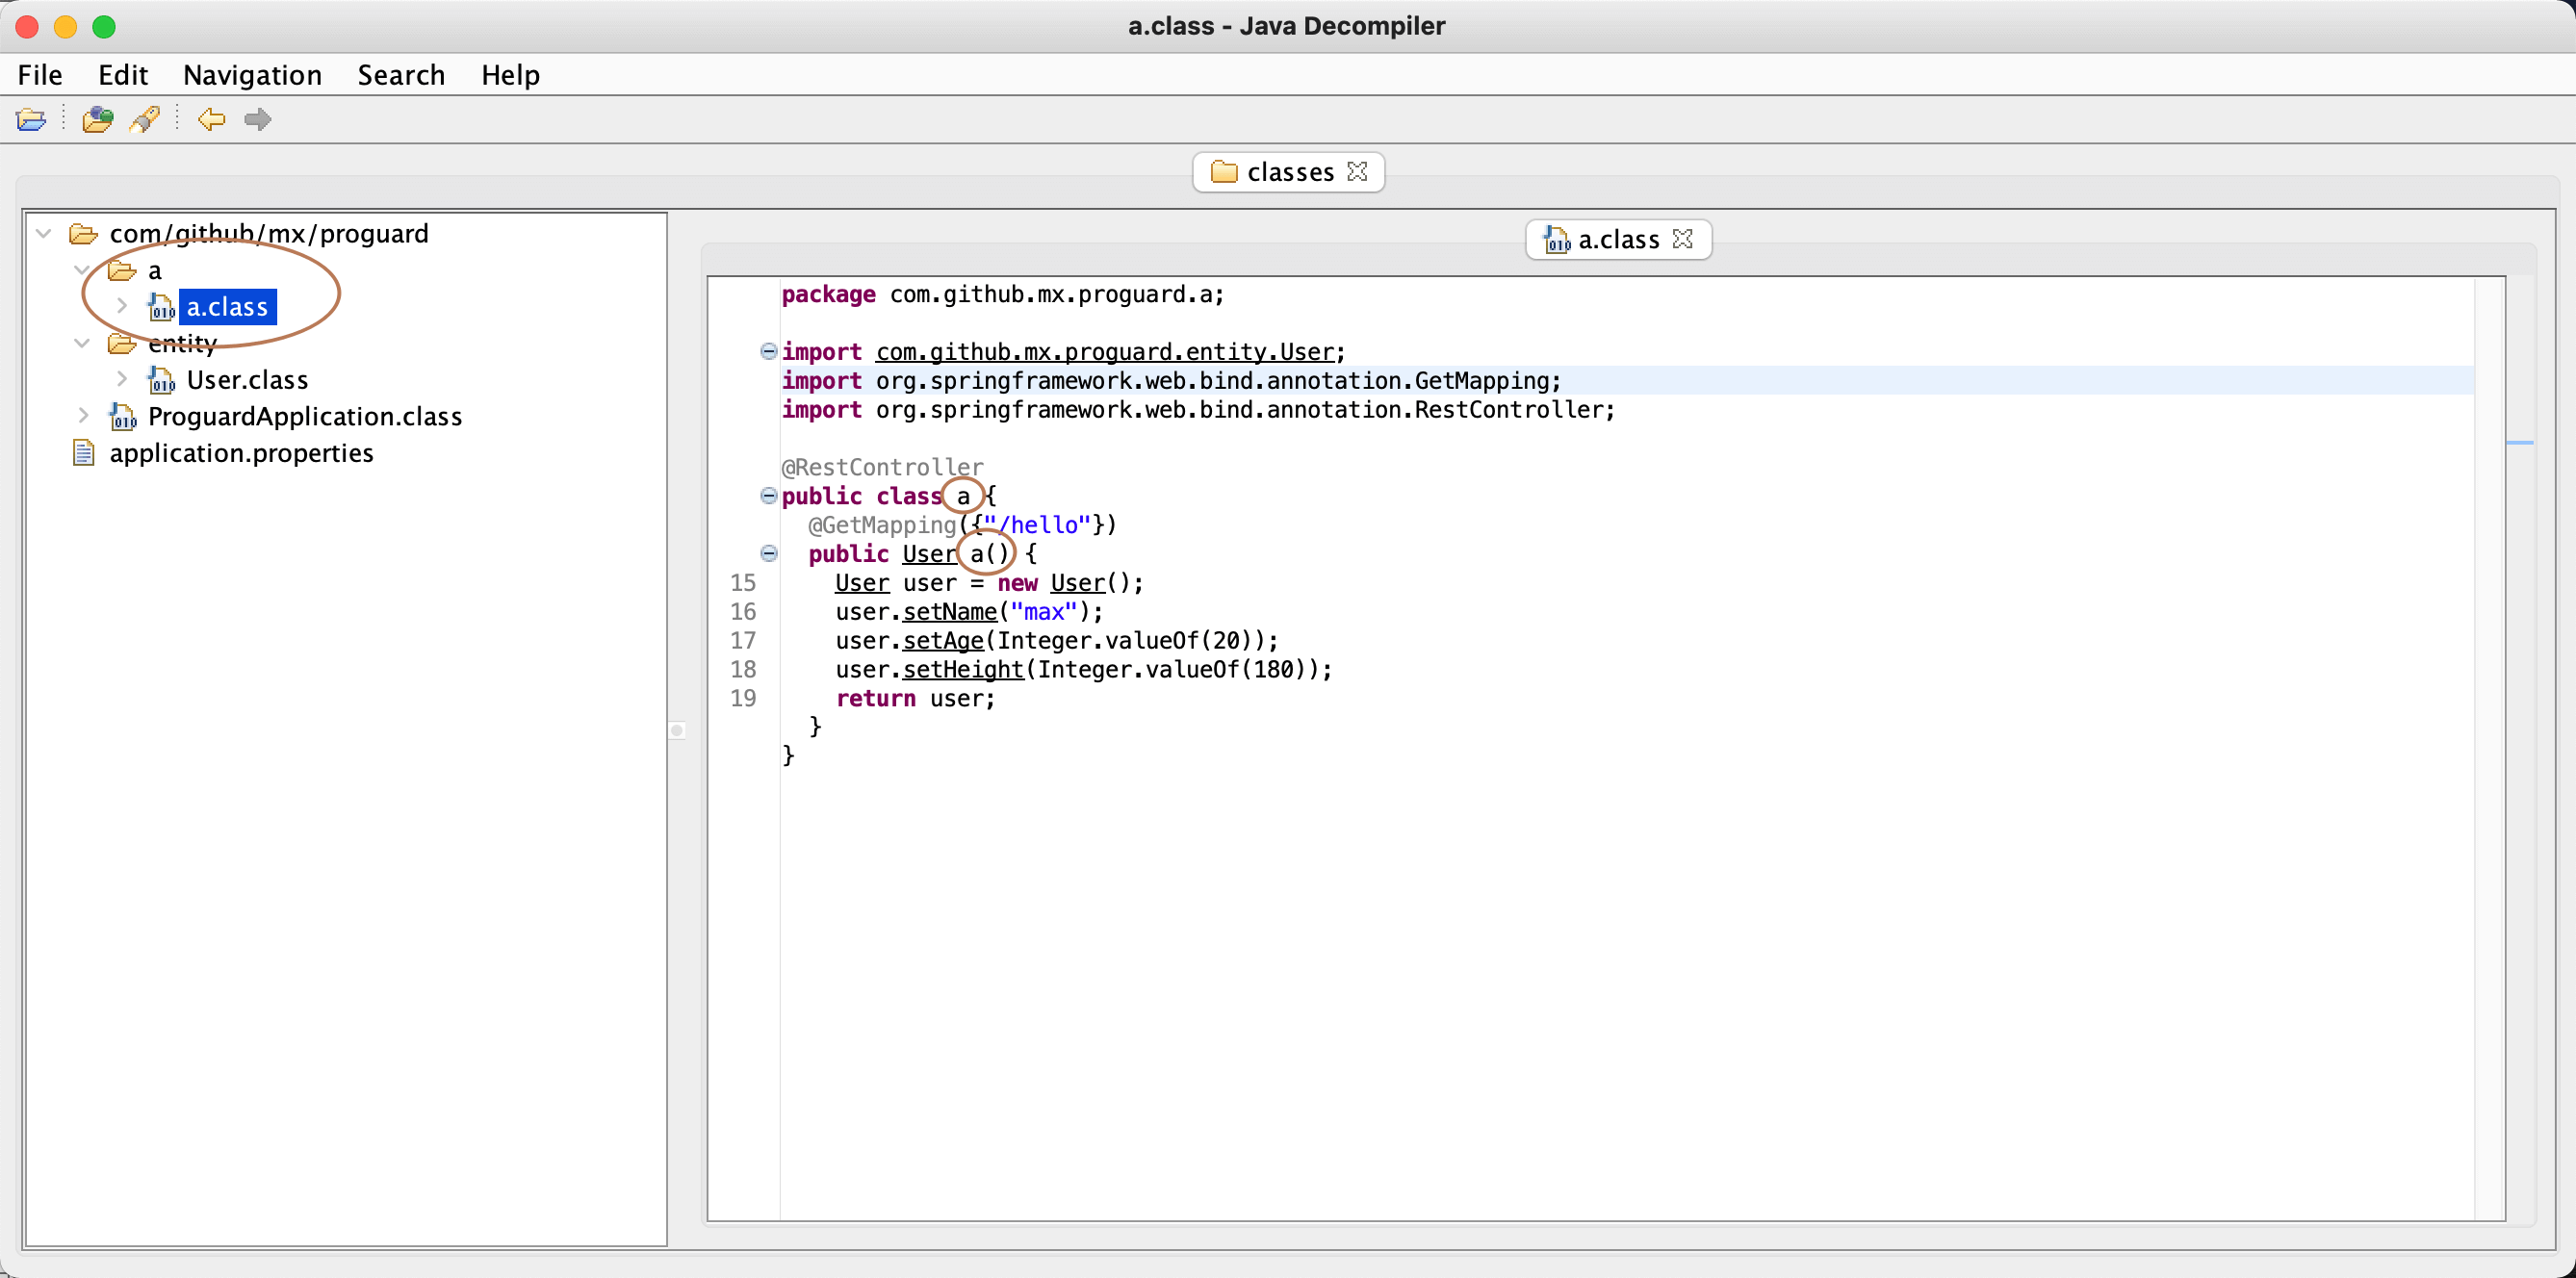 a.class - Java Decompiler
File Edit Navigation Search Help
classes
com/github/mx/proguard
a
a.class
entity
User.class
ProguardApplication.class
application.properties
a.class
package com.github.mx.proguard.a;
import com.github.mx.proguard.entity.User;
import org.springframework.web.bind.annotation.GetMapping;
import org.springframework.web.bind.annotation.RestController;
@RestController
public class a {
@GetMapping({"/hello"})
public User a() {
15 User user = new User();
16 user.setName("max");
17 user.setAge(Integer.valueOf(20));
18 user.setHeight(Integer.valueOf(180));
19 return user;
}
}